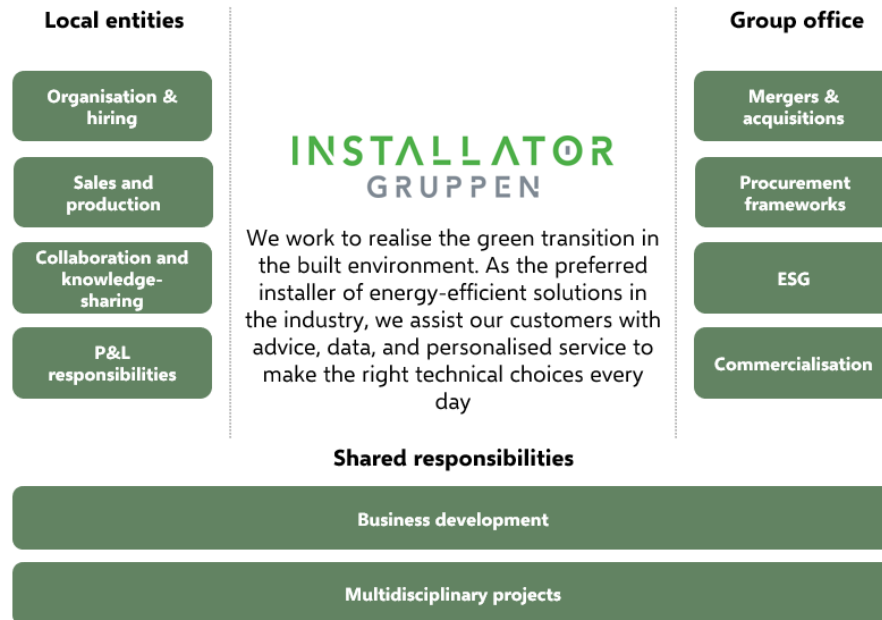 Local entities
Organisation &
hiring
Sales and
production
Collaboration and
knowledge-
sharing
P&L
responsibilities
INSTALLATOR
GRUPPEN
We work to realise the green transition in
the built environment. As the preferred
installer of energy-efficient solutions in
the industry, we assist our customers with
advice, data, and personalised service to
make the right technical choices every
day
Group office
Mergers &
acquisitions
Procurement
frameworks
ESG
Commercialisation
Shared responsibilities
Business development
Multidisciplinary projects